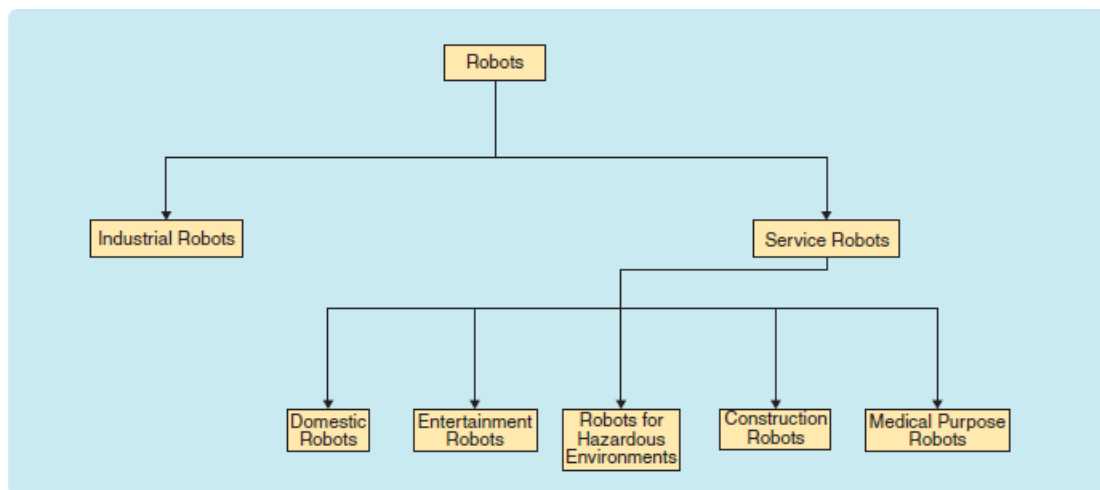 Robots
Industrial Robots
Service Robots
Domestic
Robots
Entertainment
Robots
Robots for
Hazardous
Environments
Construction
Robots
Medical Purpose
Robots